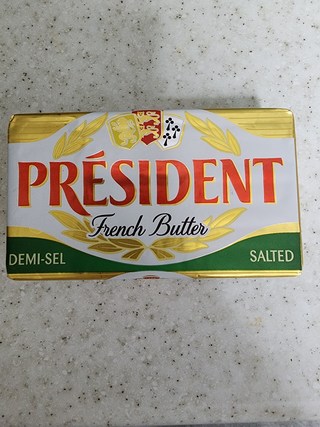 PRÉSIDENT
French Butter
DEMI-SEL
SALTED